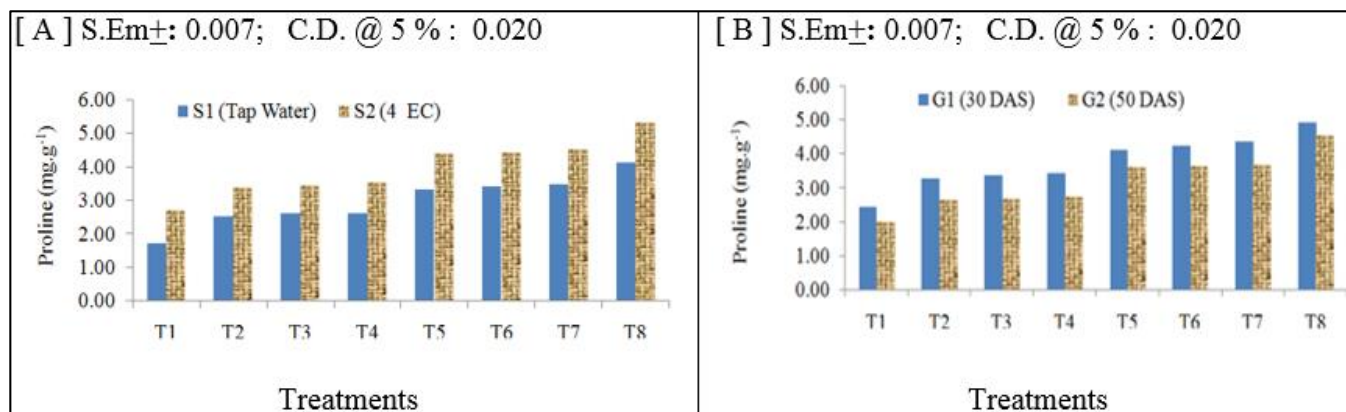 [ A ] S.Em±: 0.007; C.D. @ 5 % : 0.020
S1 (Tap Water) S2 (4 EC)
Proline (mg.g⁻¹)
6.00
5.00
4.00
3.00
2.00
1.00
0.00
T1 T2 T3 T4 T5 T6 T7 T8
Treatments
[ B ] S.Em±: 0.007; C.D. @ 5 % : 0.020
G1 (30 DAS) G2 (50 DAS)
Proline (mg.g⁻¹)
6.00
5.00
4.00
3.00
2.00
1.00
0.00
T1 T2 T3 T4 T5 T6 T7 T8
Treatments